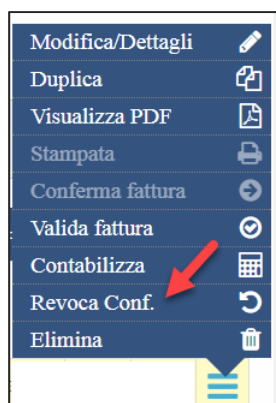 Modifica/Dettagli
Duplica
Visualizza PDF
Stampata
Conferma fattura
Valida fattura
Contabilizza
Revoca Conf.
Elimina